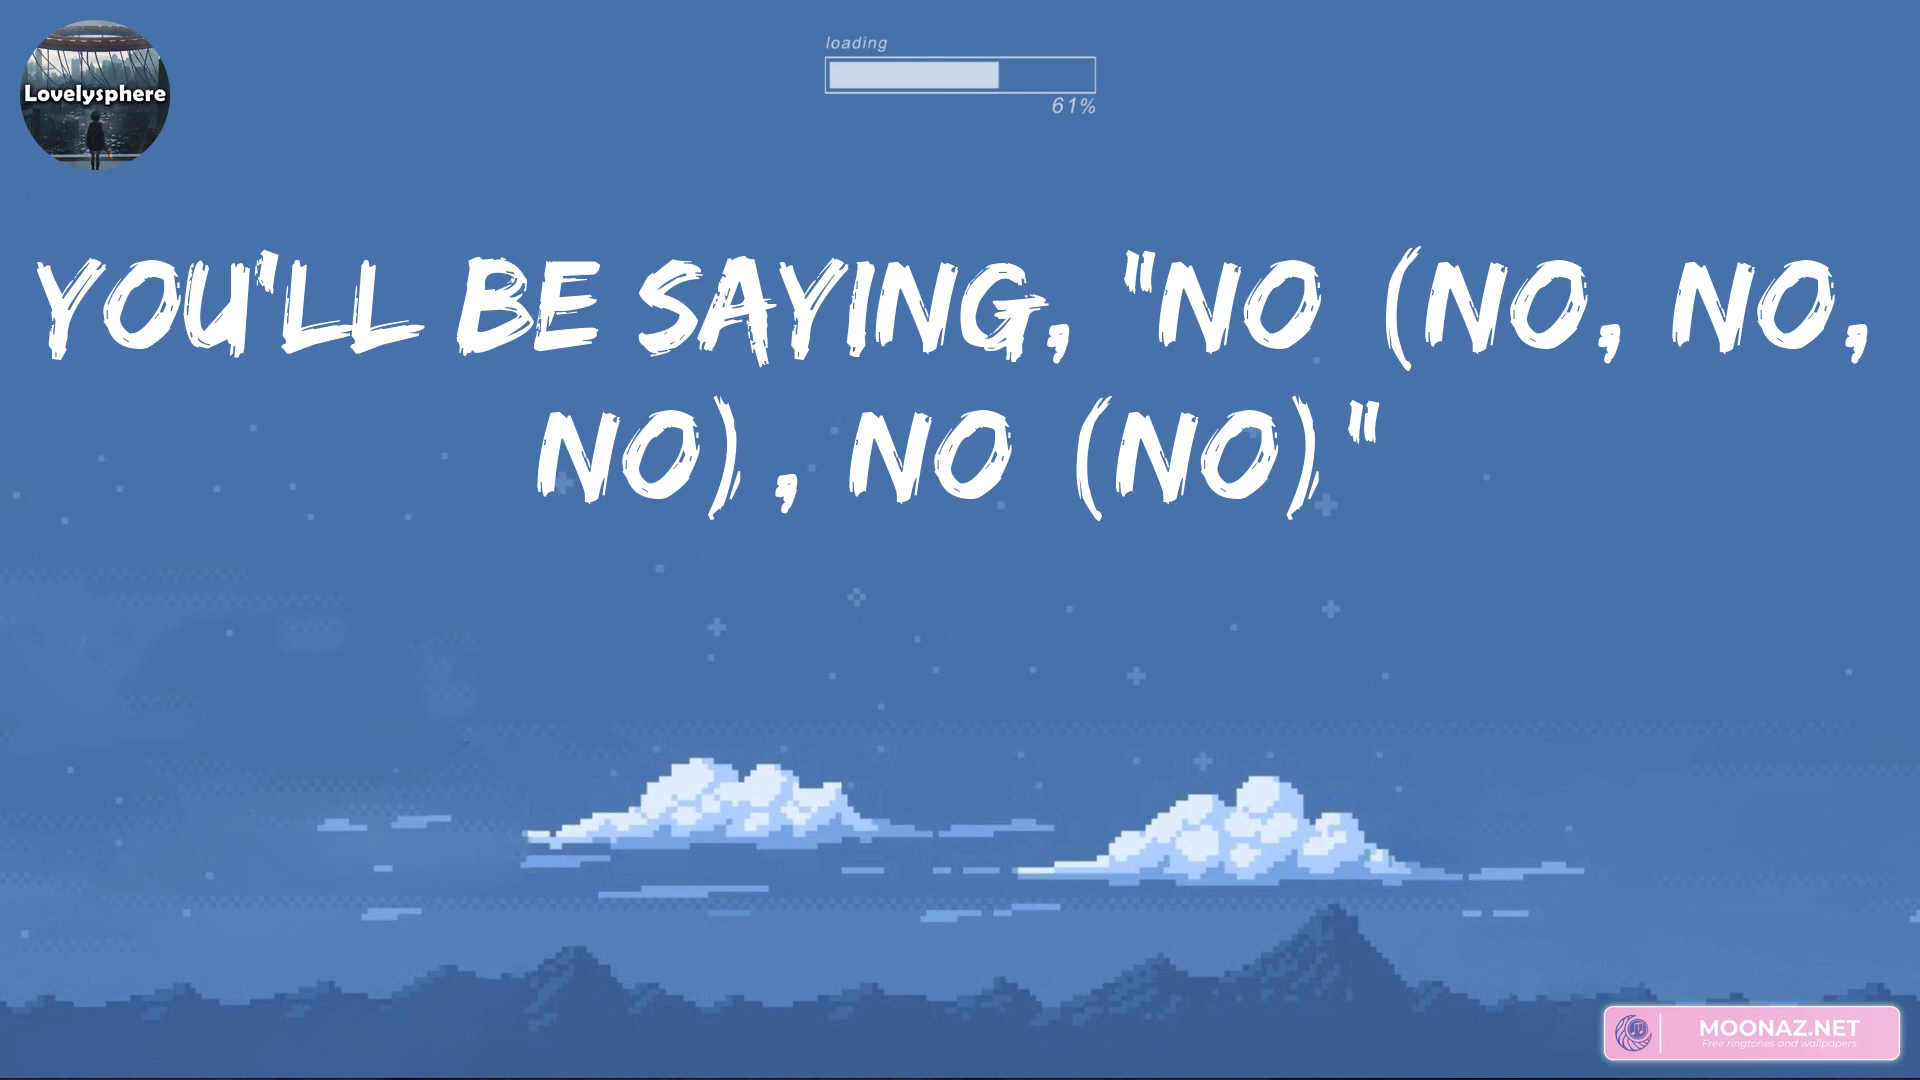 Lovelysphere
loading
61%
YOU'LL BE SAYING, "NO (NO, NO,
NO), NO (NO)"
MOONAZ.NET
Free ringtones and wallpapers